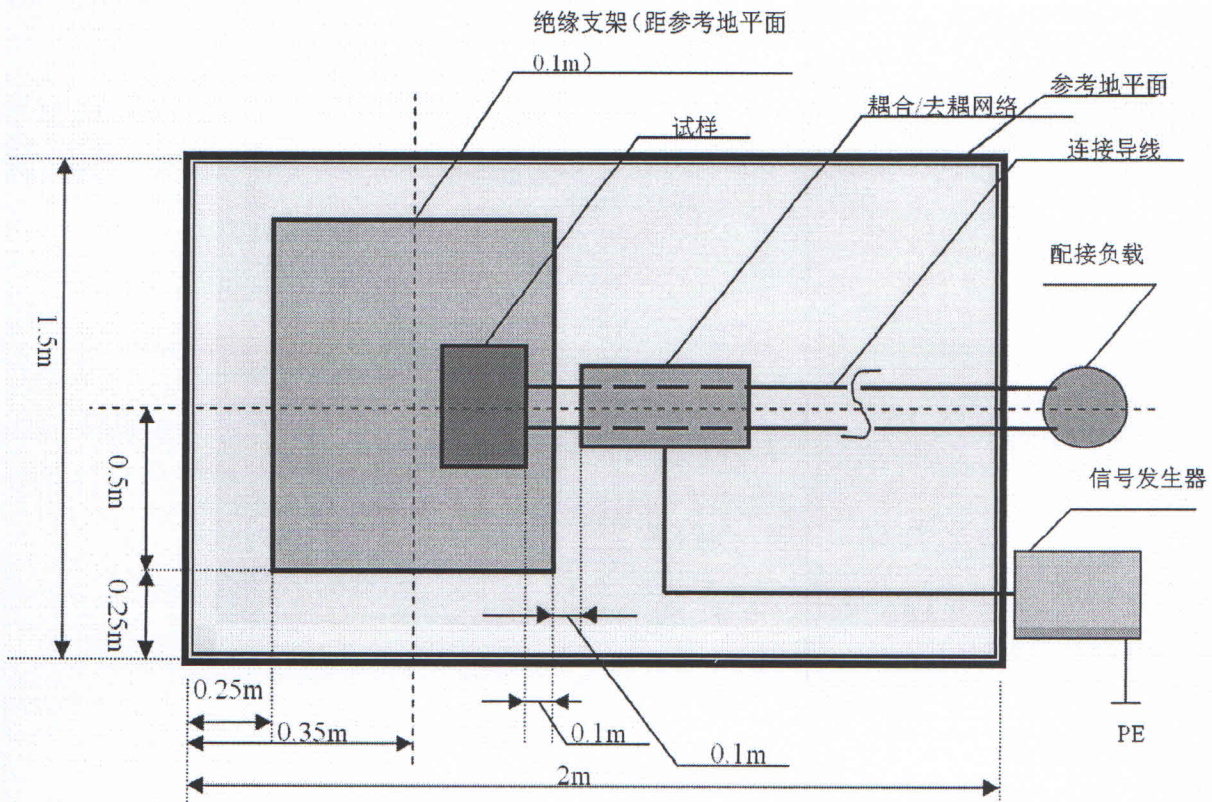 绝缘支架(距参考地平面
0.1m)
参考地平面
耦合/去耦网络
试样
连接导线
配接负载
1.5m
0.5m
信号发生器
0.25m
0.25m
0.35m
0.1m
0.1m
PE
2m